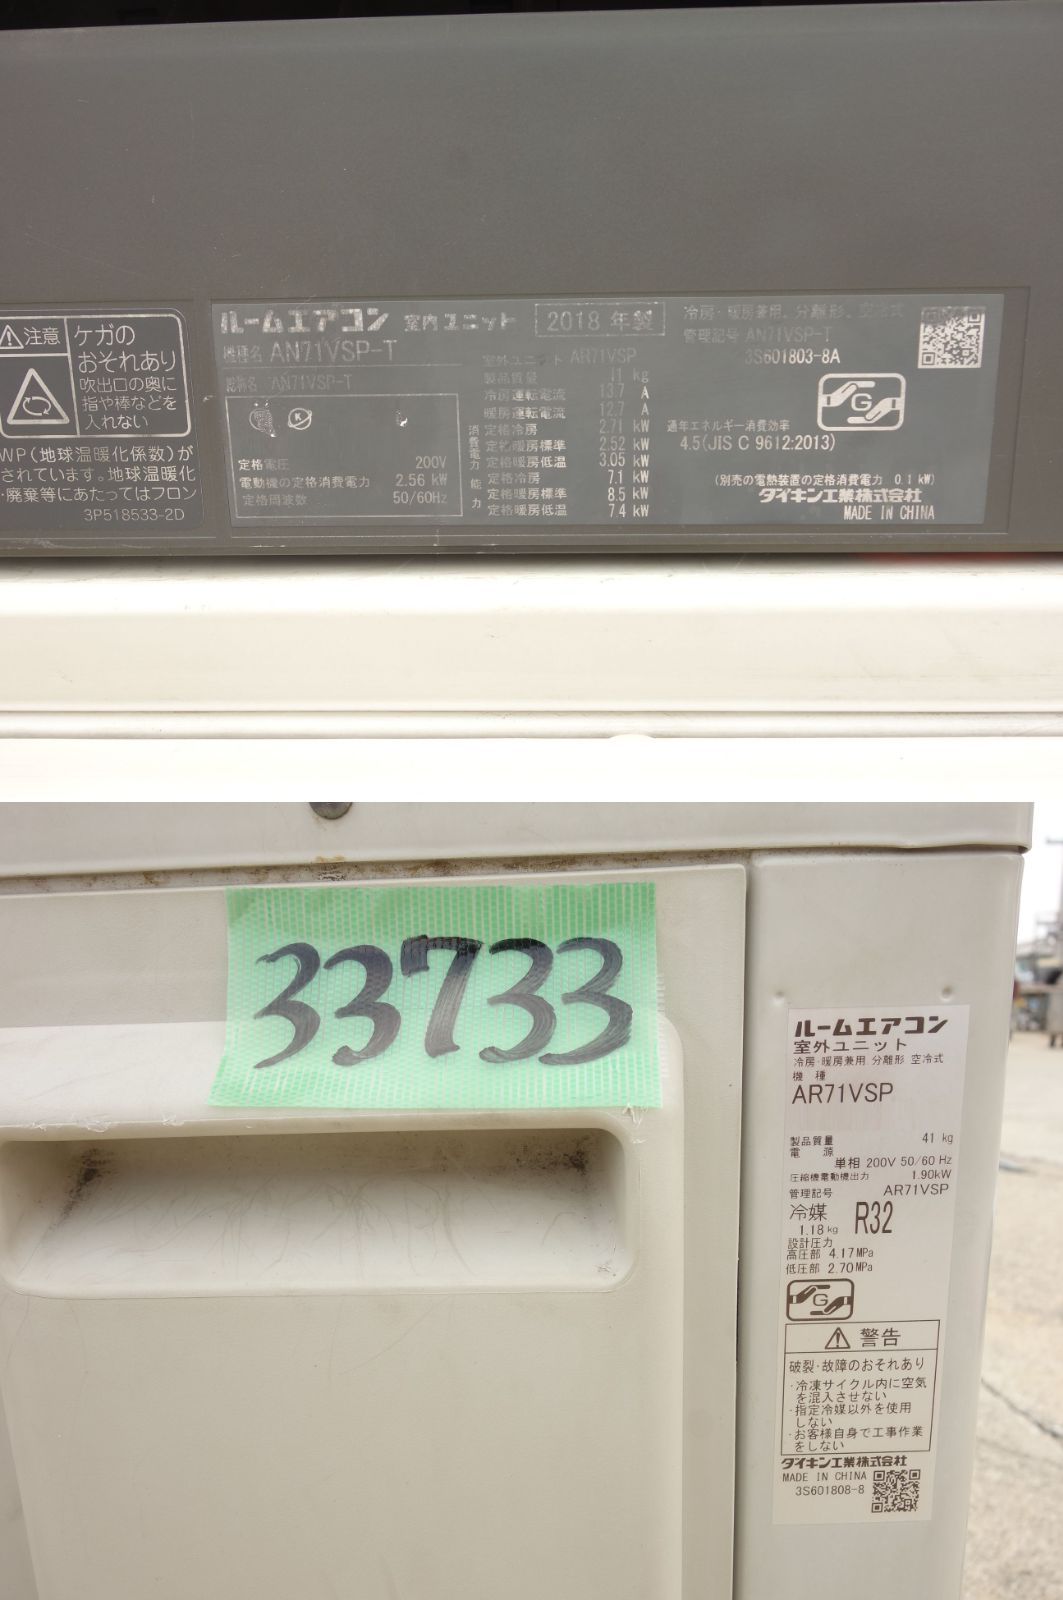 注意
ケガの
おそれあり
吹出口の奥に
指や棒などを
入れない
WP(地球温暖化係数)が
されています。地球温暖化
・廃棄等にあたってはフロン
3P518533-2D
ルームエアコン 室内ユニット
2018 年製
機種名 AN71VSP-T
総称名 AN71VSP-T
定格電圧 200V
電動機の定格消費電力 2.56 kW
定格周波数 50/60Hz
室外ユニット AR71VSP
製品質量 11 kg
冷房運転電流 13.7 A
暖房運転電流 12.7 A
消費電力
定格冷房 2.71 kW
定格暖房標準 2.52 kW
定格暖房低温 3.05 kW
能力
定格冷房 7.1 kW
定格暖房標準 8.5 kW
定格暖房低温 7.4 kW
冷房・暖房兼用、分離形、空冷式
管理記号 AN71VSP-T
3S601803-8A
G
通年エネルギー消費効率
4.5(JIS C 9612:2013)
(別売の電熱装置の定格消費電力 0.1 kW)
ダイキン工業株式会社
MADE IN CHINA
33733
ルームエアコン
室外ユニット
冷房・暖房兼用 分離形 空冷式
機 種
AR71VSP
製品質量 41 kg
電 源
単相 200V 50/60 Hz
圧縮機電動機出力 1.90kW
管理記号 AR71VSP
冷媒 R32
1.18 kg
設計圧力
高圧部 4.17MPa
低圧部 2.70MPa
G
警告
破裂・故障のおそれあり
・冷凍サイクル内に空気
を混入させない
・指定冷媒以外を使用
しない
・お客様自身で工事作業
をしない
ダイキン工業株式会社
MADE IN CHINA
3S601808-8